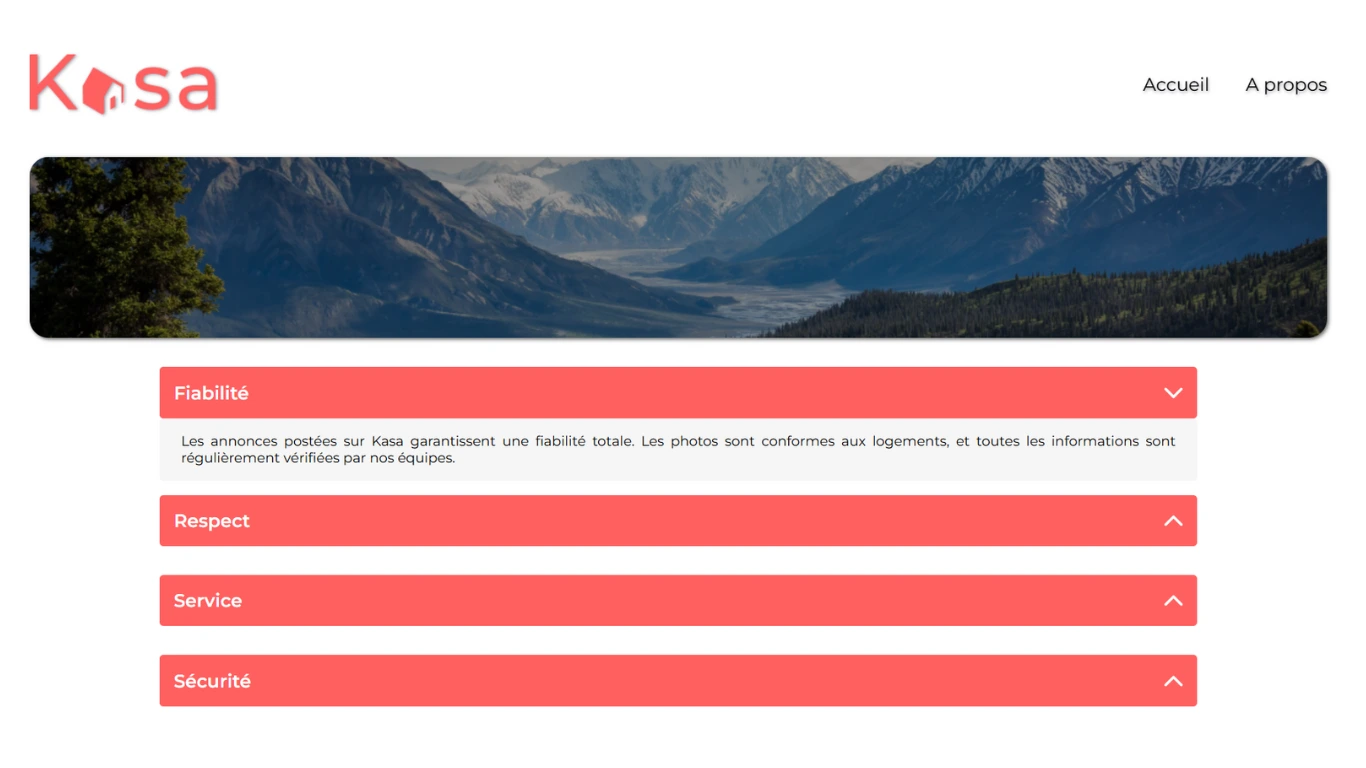 Kasa
Accueil A propos
Fiabilité
Les annonces postées sur Kasa garantissent une fiabilité totale. Les photos sont conformes aux logements, et toutes les informations sont
régulièrement vérifiées par nos équipes.
Respect
Service
Sécurité